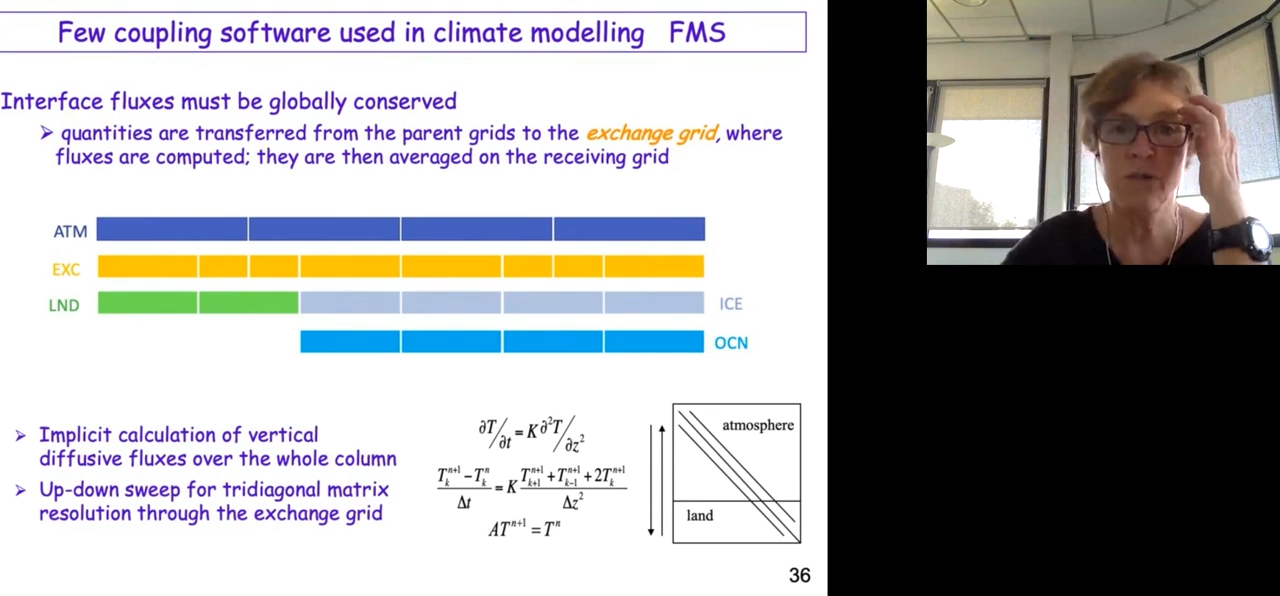 Few coupling software used in climate modelling FMS
Interface fluxes must be globally conserved
➢ quantities are transferred from the parent grids to the exchange grid, where
fluxes are computed; they are then averaged on the receiving grid
ATM
EXC
LND
ICE
OCN
➢ Implicit calculation of vertical
diffusive fluxes over the whole column
➢ Up-down sweep for tridiagonal matrix
resolution through the exchange grid
∂T/∂t = K ∂²T/∂z²
(T_k^{n+1} − T_k^n)/Δt = K (T_{k+1}^{n+1} + T_{k−1}^{n+1} + 2T_k^{n+1})/Δz²
AT^{n+1} = T^n
atmosphere
land
36